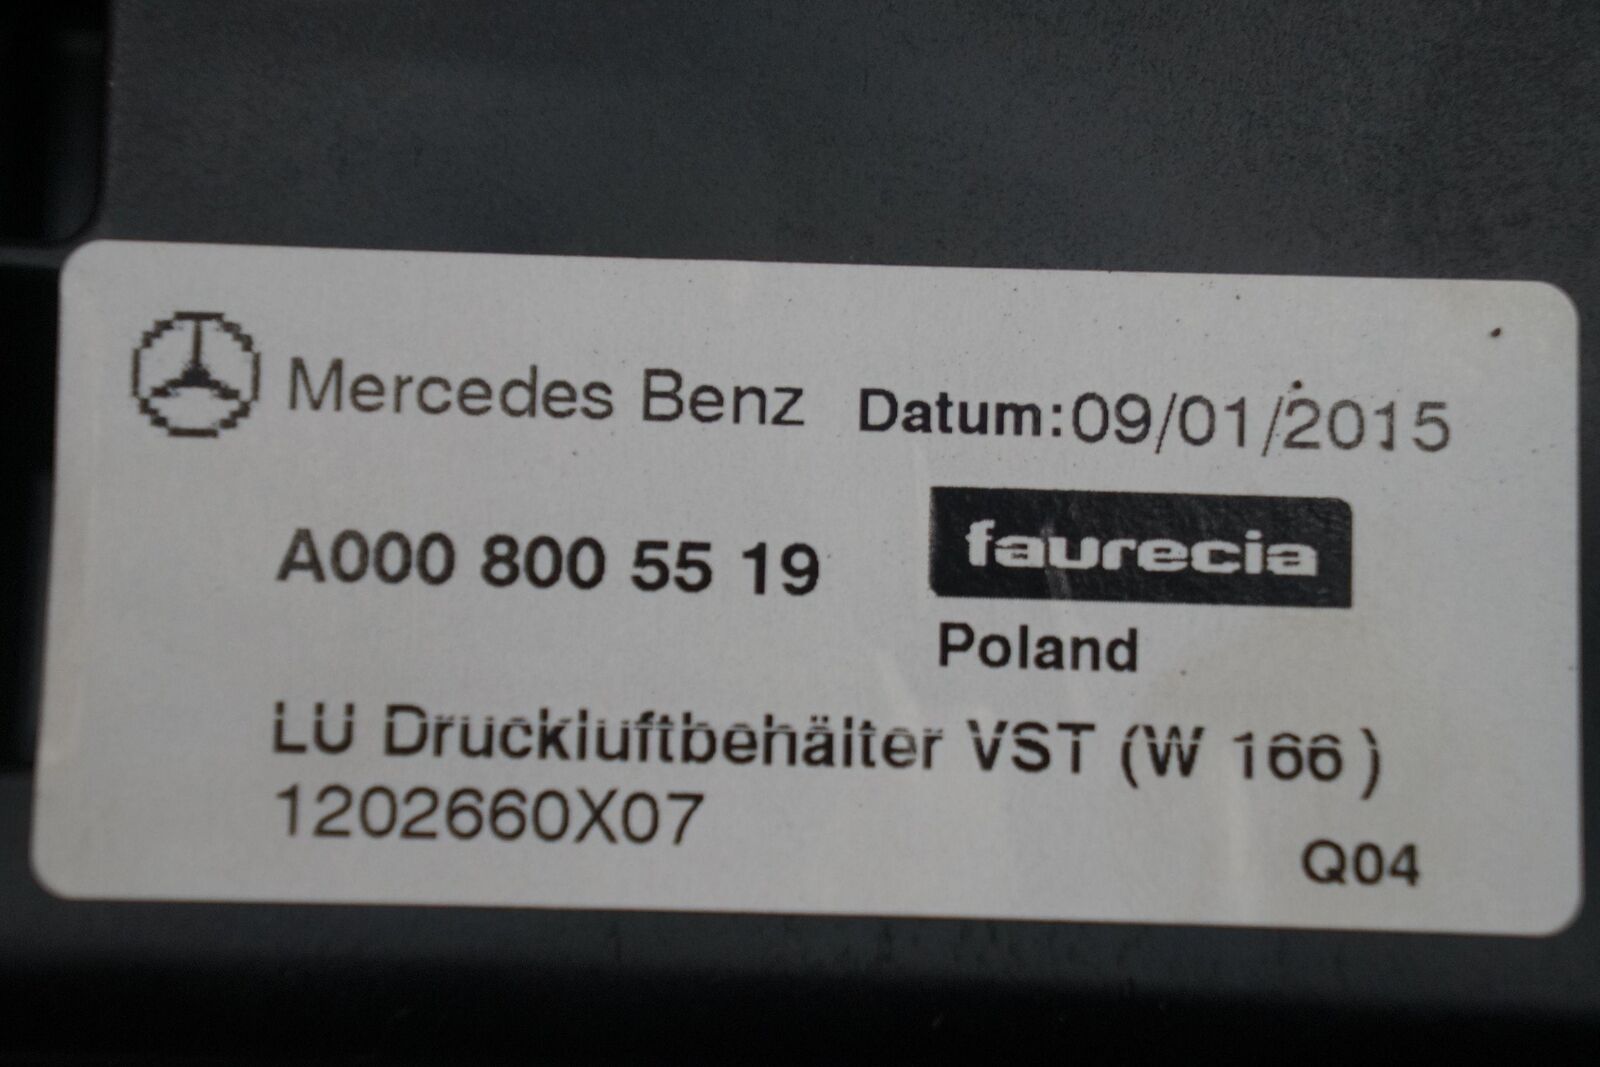 Mercedes Benz Datum:09/01/2015
A000 800 55 19
faurecia
Poland
LU Druckluftbehälter VST (W 166)
1202660X07
Q04